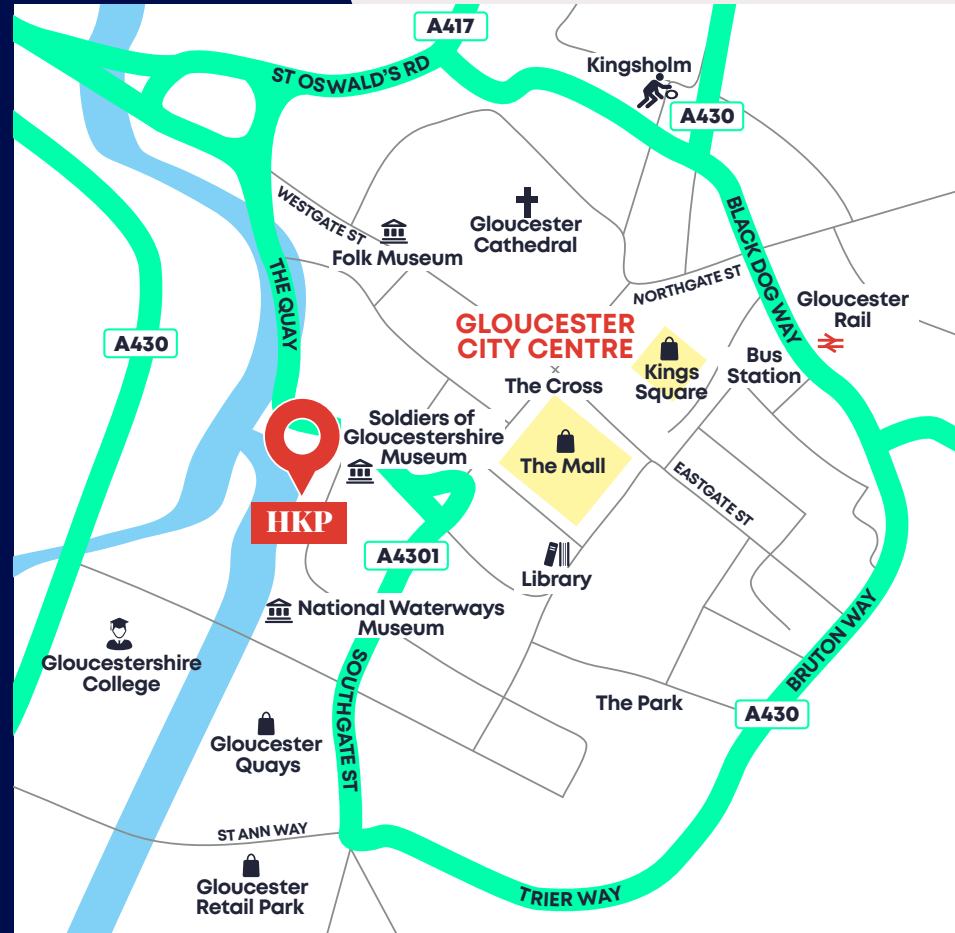 A417
ST OSWALD'S RD
Kingsholm
A430
WESTGATE ST
Folk Museum
Gloucester
Cathedral
BLACK DOG WAY
NORTHGATE ST
THE QUAY
Gloucester
Rail
A430
GLOUCESTER
CITY CENTRE
Bus
Station
Kings
Square
The Cross
Soldiers of
Gloucestershire
Museum
The Mall
EASTGATE ST
HKP
A4301
Library
National Waterways
Museum
Gloucestershire
College
BRUTON WAY
SOUTHGATE ST
The Park
A430
Gloucester
Quays
ST ANN WAY
Gloucester
Retail Park
TRIER WAY